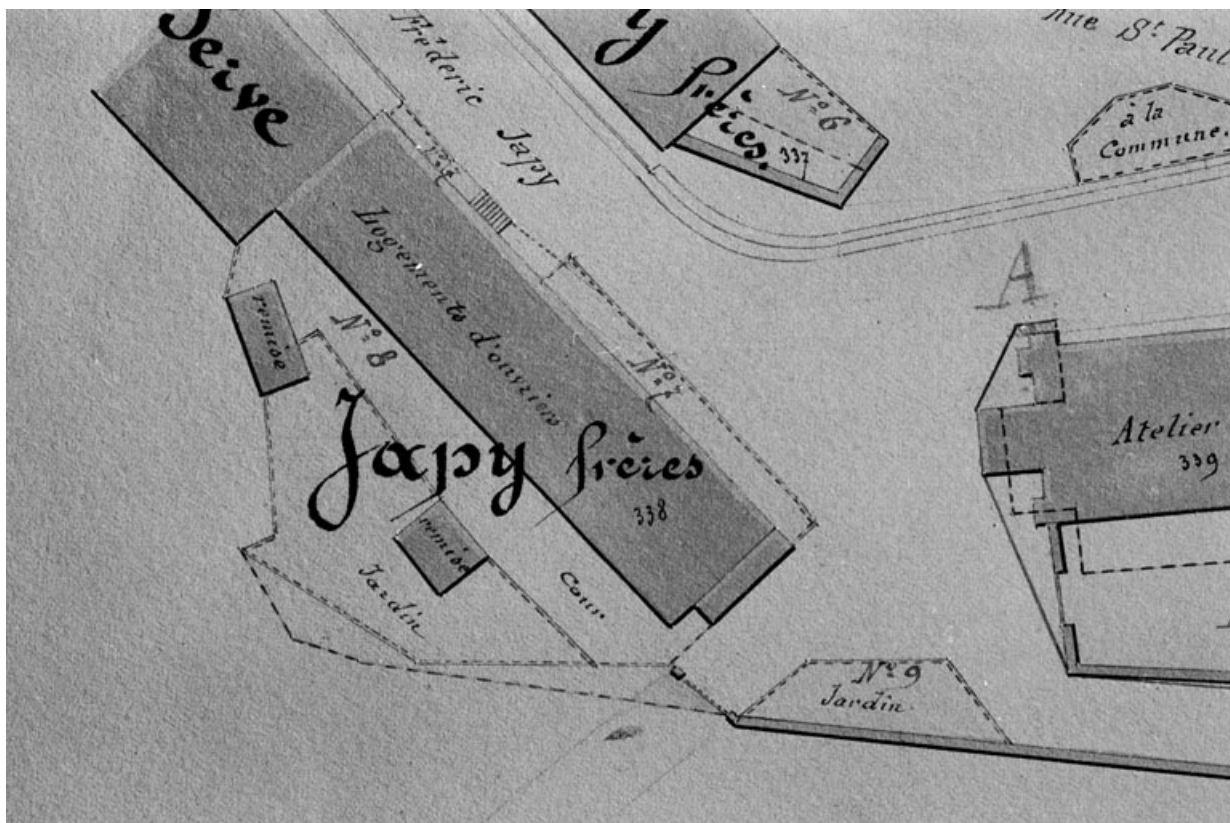 Seive
Frédéric Japy
y frères.
Nº 6
337
rue St Paul
à la
Commune.
A
Logements d'ouvriers
338
remise
Nº 8
Japy frères
remise
Jardin
Cour
Nº 7
Atelier
339
Nº 9
Jardin.